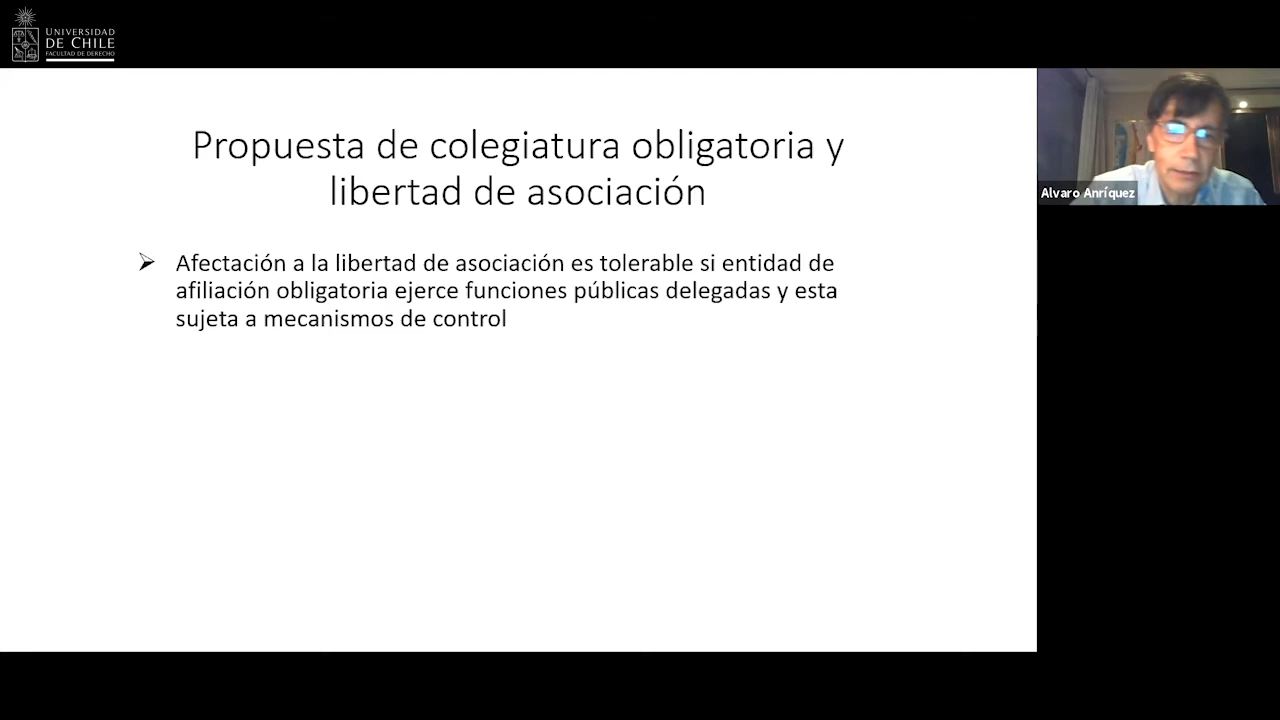 UNIVERSIDAD
DE CHILE
FACULTAD DE DERECHO
Propuesta de colegiatura obligatoria y
libertad de asociación
Afectación a la libertad de asociación es tolerable si entidad de
afiliación obligatoria ejerce funciones públicas delegadas y esta
sujeta a mecanismos de control
Alvaro Anríquez